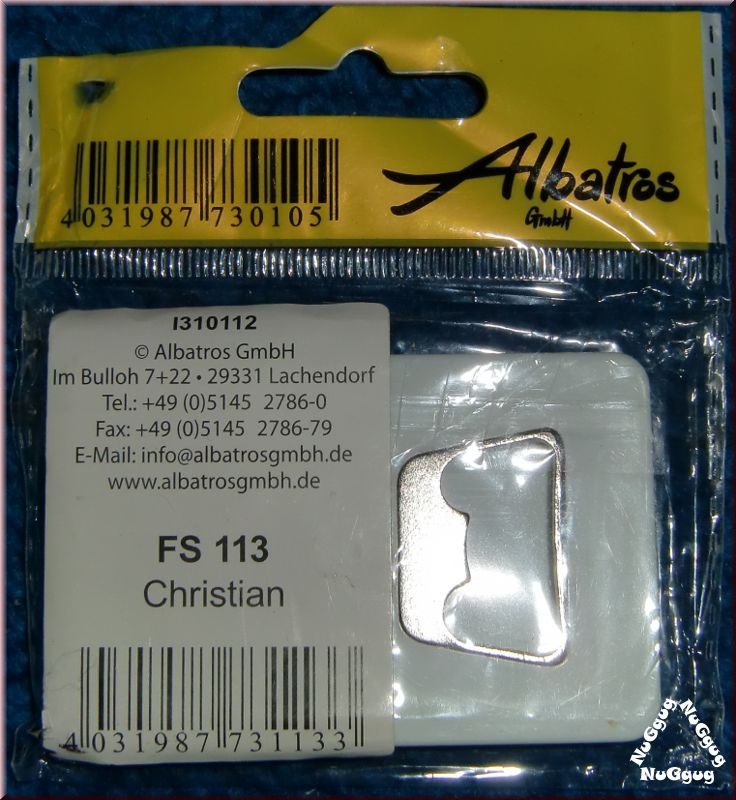 Albatros
GmbH
4 031987 730105
I310112
© Albatros GmbH
Im Bulloh 7+22 • 29331 Lachendorf
Tel.: +49 (0)5145 2786-0
Fax: +49 (0)5145 2786-79
E-Mail: info@albatrosgmbh.de
www.albatrosgmbh.de
FS 113
Christian
4 031987 731133
NuGgug
NuGgug
NuGgug